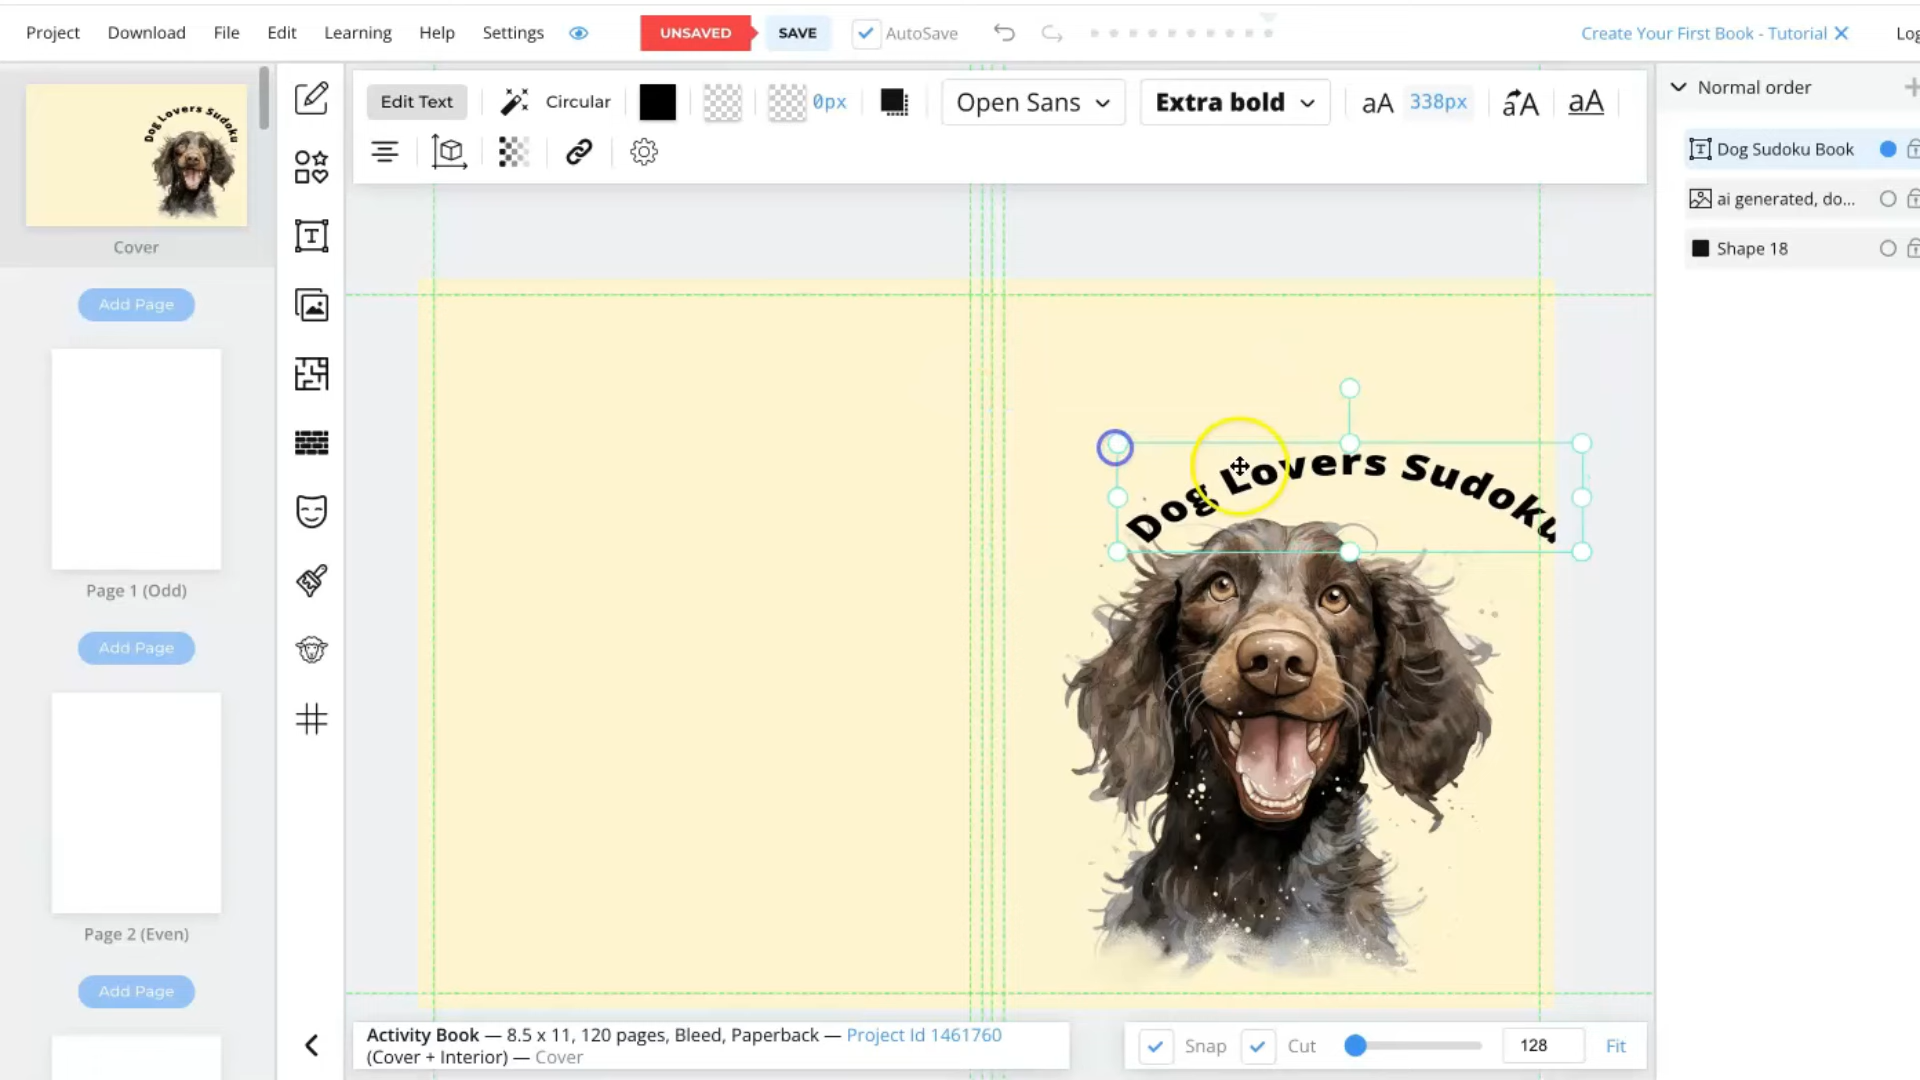 Project Download File Edit Learning Help Settings UNSAVED SAVE AutoSave Create Your First Book - Tutorial
Edit Text Circular 0px Open Sans Extra bold aA 338px aA aA
Normal order
Dog Sudoku Book
ai generated, do...
Shape 18
Dog Lovers Sudoku
Cover
Add Page
Page 1 (Odd)
Add Page
Page 2 (Even)
Add Page
Dog Lovers Sudoku
Activity Book — 8.5 x 11, 120 pages, Bleed, Paperback — Project Id 1461760
(Cover + Interior) — Cover
Snap Cut 128 Fit